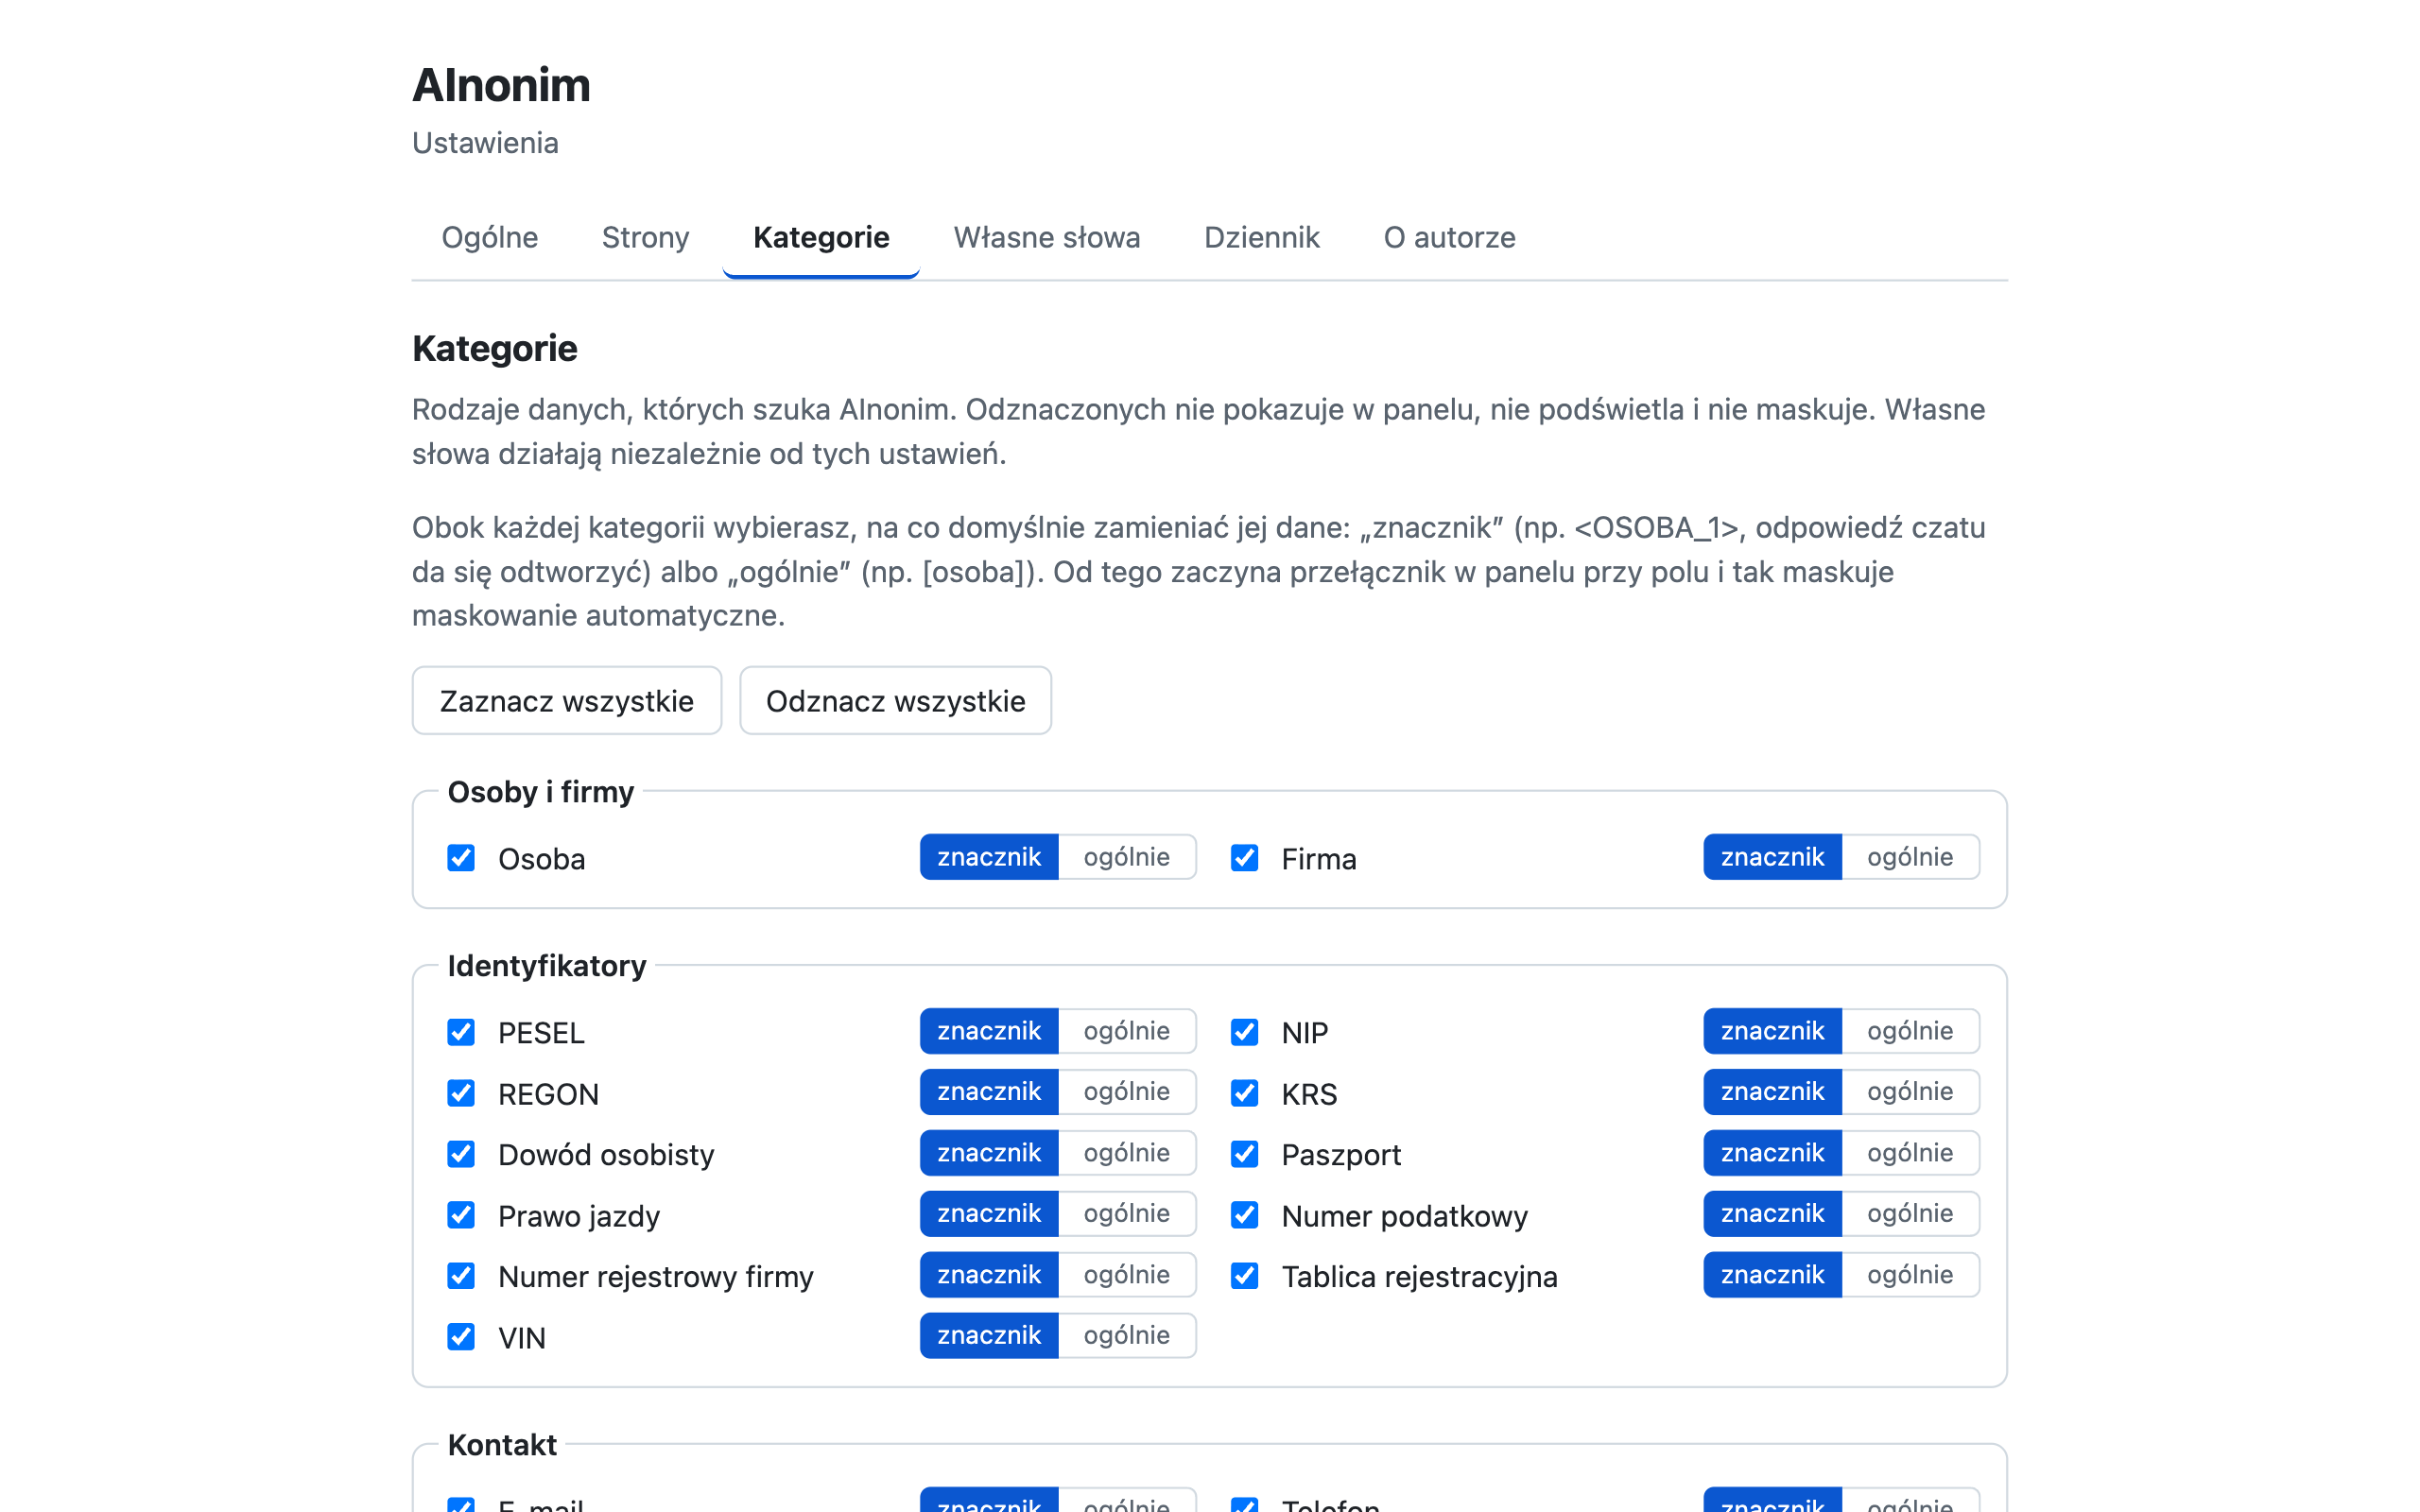 AInonim
Ustawienia
Ogólne Strony Kategorie Własne słowa Dziennik O autorze
Kategorie
Rodzaje danych, których szuka AInonim. Odznaczonych nie pokazuje w panelu, nie podświetla i nie maskuje. Własne
słowa działają niezależnie od tych ustawień.
Obok każdej kategorii wybierasz, na co domyślnie zamieniać jej dane: „znacznik” (np. <OSOBA_1>, odpowiedź czatu
da się odtworzyć) albo „ogólnie” (np. [osoba]). Od tego zaczyna przełącznik w panelu przy polu i tak maskuje
maskowanie automatyczne.
Zaznacz wszystkie Odznacz wszystkie
Osoby i firmy
Osoba znacznik ogólnie Firma znacznik ogólnie
Identyfikatory
PESEL znacznik ogólnie NIP znacznik ogólnie
REGON znacznik ogólnie KRS znacznik ogólnie
Dowód osobisty znacznik ogólnie Paszport znacznik ogólnie
Prawo jazdy znacznik ogólnie Numer podatkowy znacznik ogólnie
Numer rejestrowy firmy znacznik ogólnie Tablica rejestracyjna znacznik ogólnie
VIN znacznik ogólnie
Kontakt
E-mail znacznik ogólnie Telefon znacznik ogólnie